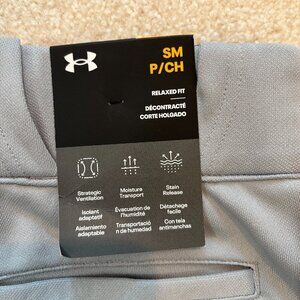 SM
P/CH
RELAXED FIT
DÉCONTRACTÉ
CORTE HOLGADO
Strategic
Ventilation
Isolant
adaptatif
Aislamiento
adaptable
Moisture
Transport
Évacuation de
l'humidité
Transportació
n de humedad
Stain
Release
Détachage
facile
Con tela
antimanchas